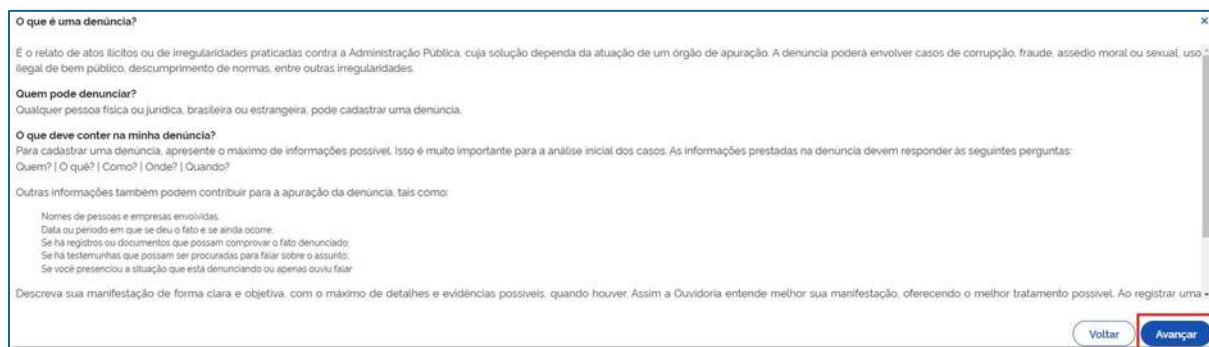 O que é uma denúncia?
×
É o relato de atos ilícitos ou de irregularidades praticadas contra a Administração Pública, cuja solução dependa da atuação de um órgão de apuração. A denúncia poderá envolver casos de corrupção, fraude, assédio moral ou sexual, uso
ilegal de bem público, descumprimento de normas, entre outras irregularidades.
Quem pode denunciar?
Qualquer pessoa física ou jurídica, brasileira ou estrangeira, pode cadastrar uma denúncia.
O que deve conter na minha denúncia?
Para cadastrar uma denúncia, apresente o máximo de informações possível. Isso é muito importante para a análise inicial dos casos. As informações prestadas na denúncia devem responder às seguintes perguntas:
Quem? | O quê? | Como? | Onde? | Quando?
Outras informações também podem contribuir para a apuração da denúncia, tais como:
Nomes de pessoas e empresas envolvidas;
Data ou período em que se deu o fato e se ainda ocorre;
Se há registros ou documentos que possam comprovar o fato denunciado;
Se há testemunhas que possam ser procuradas para falar sobre o assunto;
Se você presenciou a situação que está denunciando ou apenas ouviu falar
Descreva sua manifestação de forma clara e objetiva, com o máximo de detalhes e evidências possíveis, quando houver. Assim a Ouvidoria entende melhor sua manifestação, oferecendo o melhor tratamento possível. Ao registrar uma
Voltar
Avançar